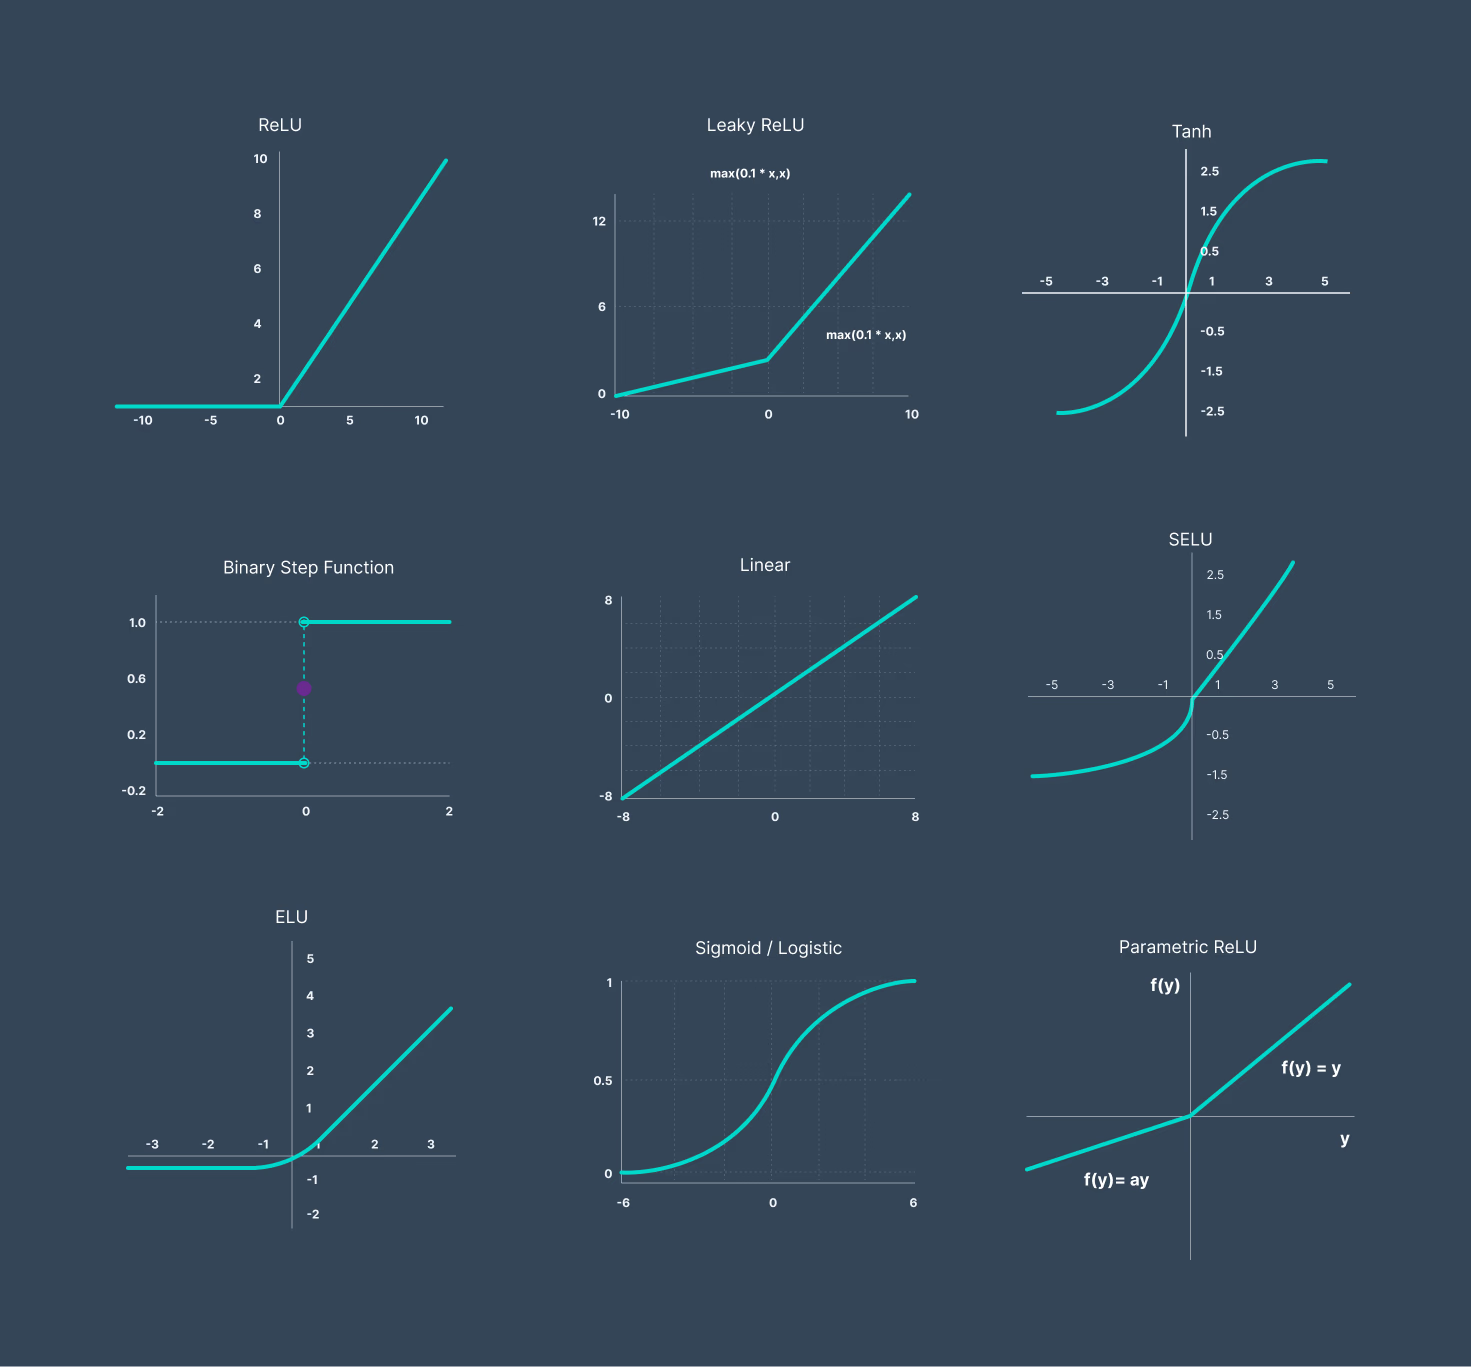 ReLU
10
8
6
4
2
-10 -5 0 5 10
Leaky ReLU
max(0.1 * x,x)
12
6
max(0.1 * x,x)
0
-10 0 10
Tanh
2.5
1.5
0.5
-5 -3 -1 1 3 5
-0.5
-1.5
-2.5
Binary Step Function
1.0
0.6
0.2
-0.2
-2 0 2
Linear
8
0
-8
-8 0 8
SELU
2.5
1.5
0.5
-5 -3 -1 1 3 5
-0.5
-1.5
-2.5
ELU
5
4
3
2
1
-3 -2 -1 1 2 3
-1
-2
Sigmoid / Logistic
1
0.5
0
-6 0 6
Parametric ReLU
f(y)
f(y) = y
y
f(y)= ay